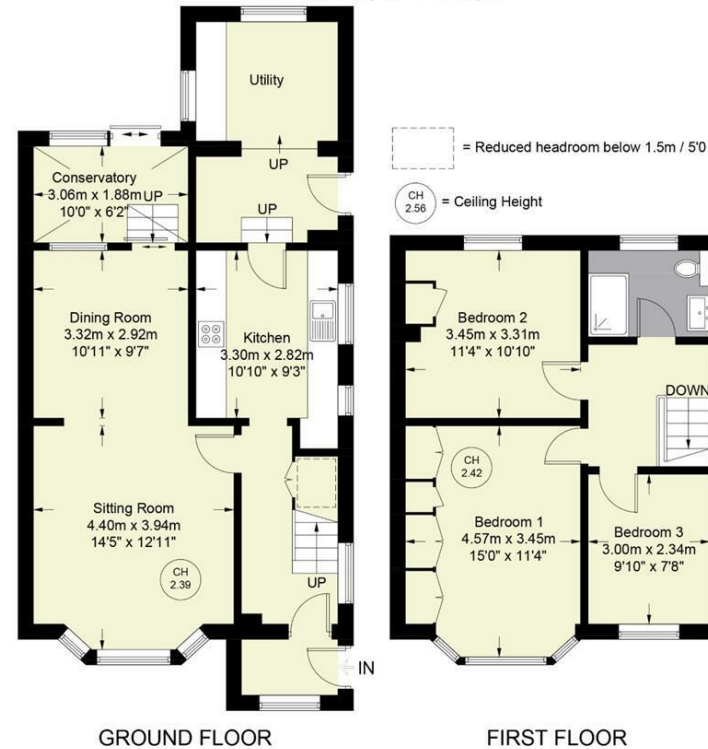 Utility
UP
UP
Conservatory
3.06m x 1.88m
UP
10'0" x 6'2"
Dining Room
3.32m x 2.92m
10'11" x 9'7"
Kitchen
3.30m x 2.82m
10'10" x 9'3"
Sitting Room
4.40m x 3.94m
14'5" x 12'11"
CH
2.39
UP
IN
GROUND FLOOR
= Reduced headroom below 1.5m / 5'0
CH
2.56
= Ceiling Height
Bedroom 2
3.45m x 3.31m
11'4" x 10'10"
DOWN
CH
2.42
Bedroom 1
4.57m x 3.45m
15'0" x 11'4"
Bedroom 3
3.00m x 2.34m
9'10" x 7'8"
FIRST FLOOR